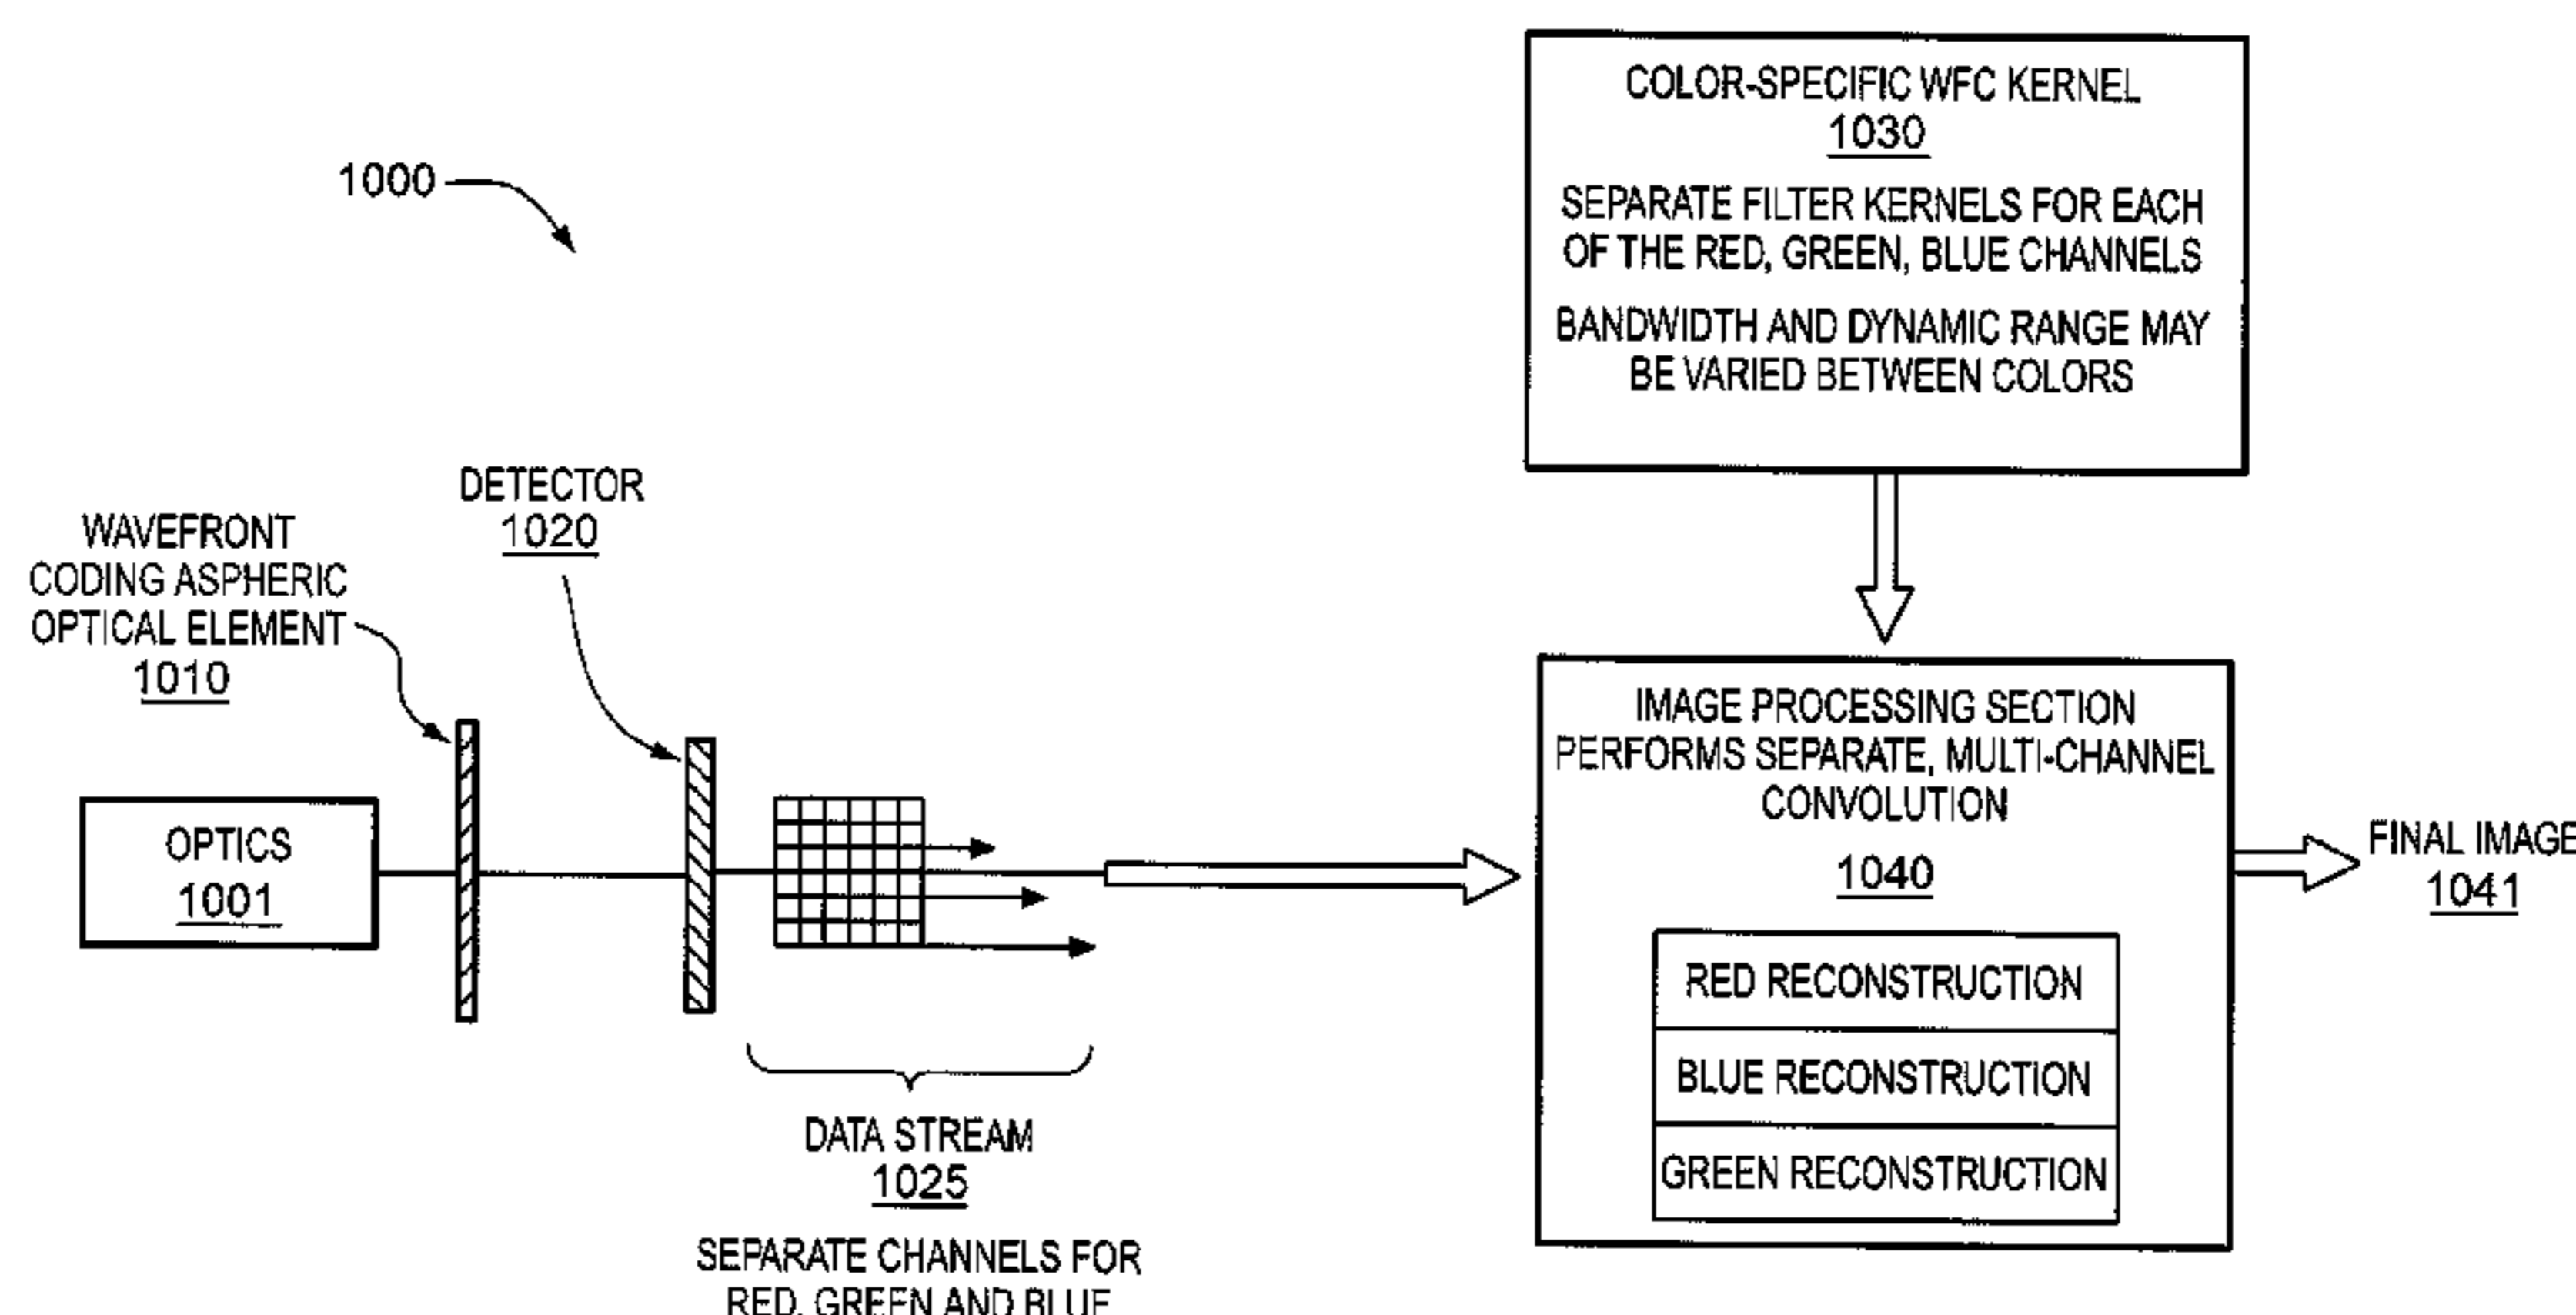 COLOR-SPECIFIC WFC KERNEL
1030
SEPARATE FILTER KERNELS FOR EACH
OF THE RED, GREEN, BLUE CHANNELS
BANDWIDTH AND DYNAMIC RANGE MAY
BE VARIED BETWEEN COLORS
1000
DETECTOR
1020
WAVEFRONT
CODING ASPHERIC
OPTICAL ELEMENT
1010
OPTICS
1001
DATA STREAM
1025
SEPARATE CHANNELS FOR
RED, GREEN AND BLUE
IMAGE PROCESSING SECTION
PERFORMS SEPARATE, MULTI-CHANNEL
CONVOLUTION
1040
RED RECONSTRUCTION
BLUE RECONSTRUCTION
GREEN RECONSTRUCTION
FINAL IMAGE
1041